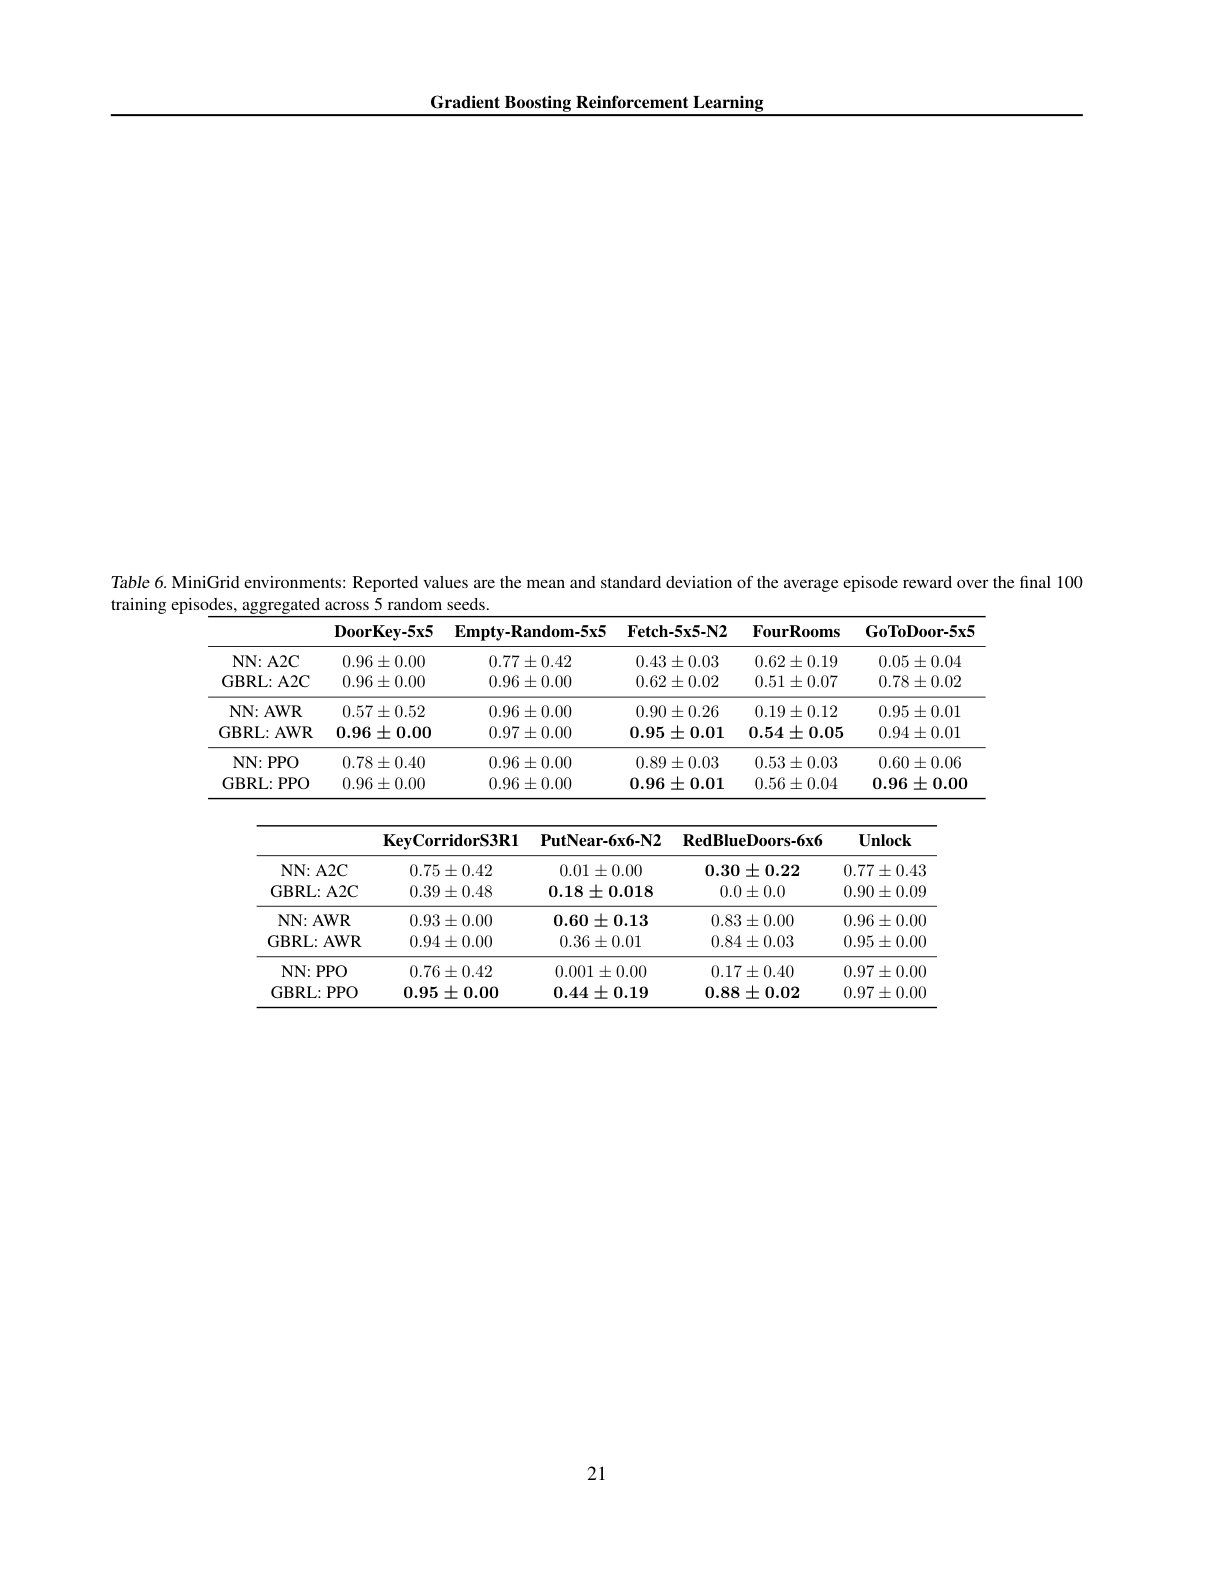 Gradient Boosting Reinforcement Learning
Table 6. MiniGrid environments: Reported values are the mean and standard deviation of the average episode reward over the final 100
training episodes, aggregated across 5 random seeds.
DoorKey-5x5 Empty-Random-5x5 Fetch-5x5-N2 FourRooms GoToDoor-5x5
NN: A2C 0.96 ± 0.00 0.77 ± 0.42 0.43 ± 0.03 0.62 ± 0.19 0.05 ± 0.04
GBRL: A2C 0.96 ± 0.00 0.96 ± 0.00 0.62 ± 0.02 0.51 ± 0.07 0.78 ± 0.02
NN: AWR 0.57 ± 0.52 0.96 ± 0.00 0.90 ± 0.26 0.19 ± 0.12 0.95 ± 0.01
GBRL: AWR 0.96 ± 0.00 0.97 ± 0.00 0.95 ± 0.01 0.54 ± 0.05 0.94 ± 0.01
NN: PPO 0.78 ± 0.40 0.96 ± 0.00 0.89 ± 0.03 0.53 ± 0.03 0.60 ± 0.06
GBRL: PPO 0.96 ± 0.00 0.96 ± 0.00 0.96 ± 0.01 0.56 ± 0.04 0.96 ± 0.00
KeyCorridorS3R1 PutNear-6x6-N2 RedBlueDoors-6x6 Unlock
NN: A2C 0.75 ± 0.42 0.01 ± 0.00 0.30 ± 0.22 0.77 ± 0.43
GBRL: A2C 0.39 ± 0.48 0.18 ± 0.018 0.0 ± 0.0 0.90 ± 0.09
NN: AWR 0.93 ± 0.00 0.60 ± 0.13 0.83 ± 0.00 0.96 ± 0.00
GBRL: AWR 0.94 ± 0.00 0.36 ± 0.01 0.84 ± 0.03 0.95 ± 0.00
NN: PPO 0.76 ± 0.42 0.001 ± 0.00 0.17 ± 0.40 0.97 ± 0.00
GBRL: PPO 0.95 ± 0.00 0.44 ± 0.19 0.88 ± 0.02 0.97 ± 0.00
21